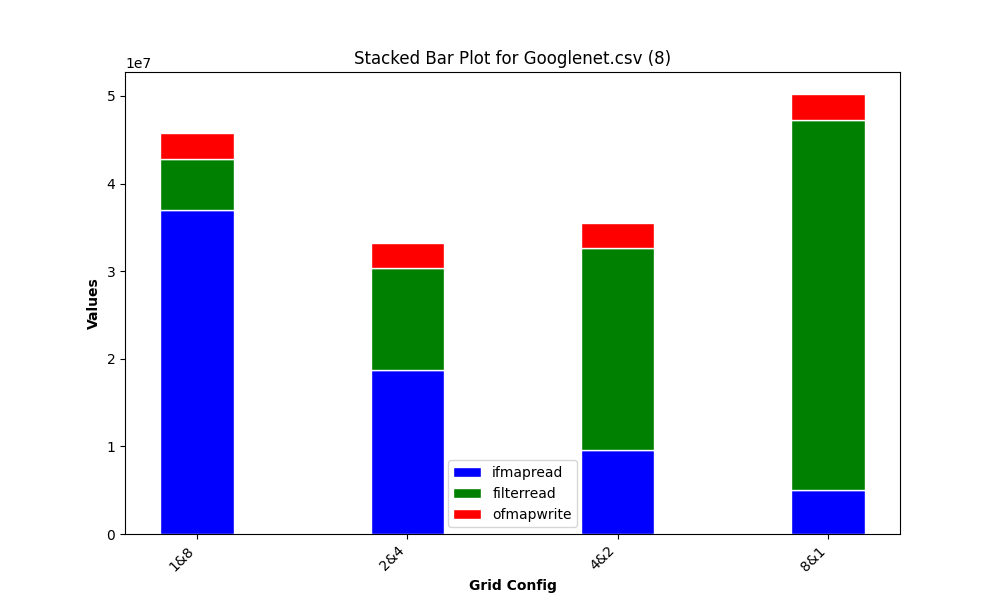 Stacked Bar Plot for Googlenet.csv (8)
1e7
5
4
3
2
1
0
Values
ifmapread
filterread
ofmapwrite
1&8
2&4
4&2
8&1
Grid Config